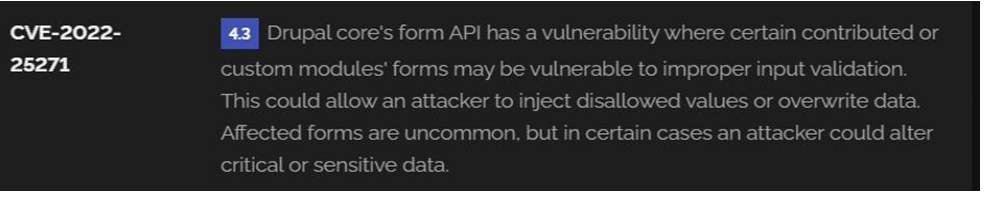 CVE-2022-
25271
4.3 Drupal core's form API has a vulnerability where certain contributed or
custom modules' forms may be vulnerable to improper input validation.
This could allow an attacker to inject disallowed values or overwrite data.
Affected forms are uncommon, but in certain cases an attacker could alter
critical or sensitive data.